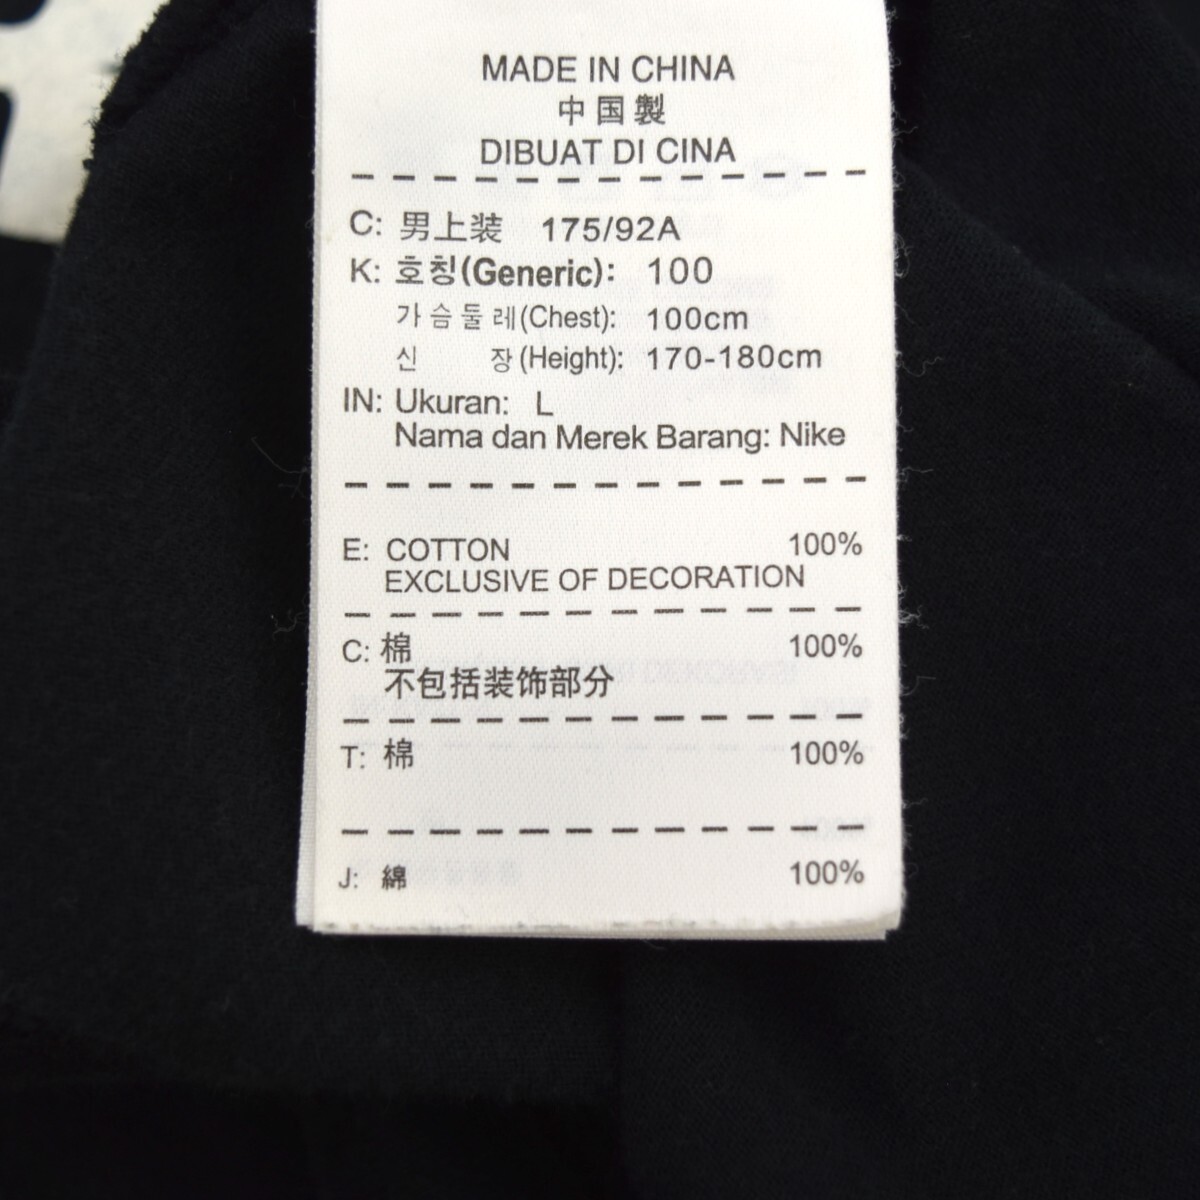 MADE IN CHINA
中国製
DIBUAT DI CINA
C: 男上装 175/92A
K: 호칭(Generic): 100
가슴둘레(Chest): 100cm
신 장(Height): 170-180cm
IN: Ukuran: L
Nama dan Merek Barang: Nike
E: COTTON 100%
EXCLUSIVE OF DECORATION
C: 棉 100%
不包括装饰部分
T: 棉 100%
J: 綿 100%